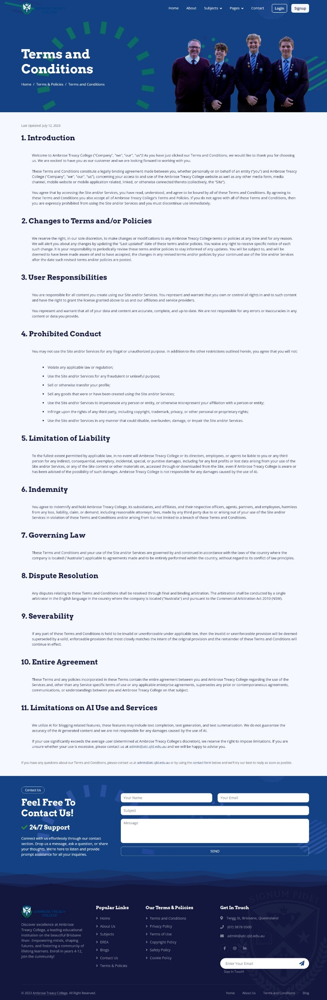 AMBROSE TREACY
COLLEGE
Home About Subjects Pages Contact Login Signup
Terms and
Conditions
Home / Terms & Policies / Terms and Conditions
Last Updated: July 12, 2023
1. Introduction
Welcome to Ambrose Treacy College ("Company", "we", "our", "us")! As you have just clicked our Terms and Conditions, we would like to thank you for choosing
us. We are excited to have you as our customer and we are looking forward to working with you.
These Terms and Conditions constitute a legally binding agreement made between you, whether personally or on behalf of an entity (“you”) and Ambrose Treacy
College ("Company", "we", "our", "us"), concerning your access to and use of the Ambrose Treacy College website as well as any other media form, media
channel, mobile website or mobile application related, linked, or otherwise connected thereto (collectively, the “Site”).
You agree that by accessing the Site and/or Services, you have read, understood, and agree to be bound by all of these Terms and Conditions. By agreeing to
these Terms and Conditions you also accept all of Ambrose Treacy College's Terms and Policies. If you do not agree with all of these Terms and Conditions, then
you are expressly prohibited from using the Site and/or Services and you must discontinue use immediately.
2. Changes to Terms and/or Policies
We reserve the right, in our sole discretion, to make changes or modifications to any Ambrose Treacy College terms or policies at any time and for any reason.
We will alert you about any changes by updating the "Last updated" date of these terms and/or policies. You waive any right to receive specific notice of each
such change. It is your responsibility to periodically review these terms and/or policies to stay informed of any updates. You will be subject to, and will be
deemed to have been made aware of and to have accepted, the changes in any revised terms and/or policies by your continued use of the Site and/or Services
after the date such revised terms and/or policies are posted.
3. User Responsibilities
You are responsible for all content you create using our Site and/or Services. You represent and warrant that you own or control all rights in and to such content
and have the right to grant the license granted above to us and our affiliates and service providers.
You represent and warrant that all of your data and content are accurate, complete, and up-to-date. We are not responsible for any errors or inaccuracies in any
content or data you provide.
4. Prohibited Conduct
You may not use the Site and/or Services for any illegal or unauthorized purpose. In addition to the other restrictions outlined herein, you agree that you will not:
• Violate any applicable law or regulation;
• Use the Site and/or Services for any fraudulent or unlawful purpose;
• Sell or otherwise transfer your profile;
• Sell any goods that were or have been created using the Site and/or Services;
• Use the Site and/or Services to impersonate any person or entity, or otherwise misrepresent your affiliation with a person or entity;
• Infringe upon the rights of any third party, including copyright, trademark, privacy, or other personal or proprietary rights;
• Use the Site and/or Services in any manner that could disable, overburden, damage, or impair the Site and/or Services.
5. Limitation of Liability
To the fullest extent permitted by applicable law, in no event will Ambrose Treacy College or its directors, employees, or agents be liable to you or any third
person for any indirect, consequential, exemplary, incidental, special, or punitive damages, including for any lost profits or lost data arising from your use of the
Site and/or Services, or any of the Site content or other materials on, accessed through or downloaded from the Site, even if Ambrose Treacy College is aware or
has been advised of the possibility of such damages. Ambrose Treacy College is not responsible for any damages caused by the use of AI.
6. Indemnity
You agree to indemnify and hold Ambrose Treacy College, its subsidiaries, and affiliates, and their respective officers, agents, partners, and employees, harmless
from any loss, liability, claim, or demand, including reasonable attorneys' fees, made by any third party due to or arising out of your use of the Site and/or
Services in violation of these Terms and Conditions and/or arising from but not limited to a breach of these Terms and Conditions.
7. Governing Law
These Terms and Conditions and your use of the Site and/or Services are governed by and construed in accordance with the laws of the country where the
company is located ("Australia") applicable to agreements made and to be entirely performed within the country, without regard to its conflict of law principles.
8. Dispute Resolution
Any disputes relating to these Terms and Conditions shall be resolved through final and binding arbitration. The arbitration shall be conducted by a single
arbitrator in the English language in the country where the company is located ("Australia") and pursuant to the Commercial Arbitration Act 2010 (NSW).
9. Severability
If any part of these Terms and Conditions is held to be invalid or unenforceable under applicable law, then the invalid or unenforceable provision will be deemed
superseded by a valid, enforceable provision that most closely matches the intent of the original provision and the remainder of these Terms and Conditions will
continue in effect.
10. Entire Agreement
These Terms and any policies incorporated in these Terms contain the entire agreement between you and Ambrose Treacy College regarding the use of the
Services and, other than any Service specific terms of use or any applicable enterprise agreements, supersedes any prior or contemporaneous agreements,
communications, or understandings between you and Ambrose Treacy College on that subject.
11. Limitations on AI Use and Services
We utilize AI for blogging related features, these features may include text completion, text generation, and text summarization. We do not guarantee the
accuracy of the AI generated content and we are not responsible for any damages caused by the use of AI.
If your use significantly exceeds the average user (determined at Ambrose Treacy College's discretion), we reserve the right to impose limitations. If you are
unsure whether your use is excessive, please contact us at admin@atc.qld.edu.au and we will be happy to advise you.
If you have any questions about our Terms and Conditions, please contact us at admin@atc.qld.edu.au or by using the contact form below and we'll try our best to reply as soon as posible.
Contact Us
Feel Free To
Contact Us!
24/7 Support
Connect with us effortlessly through our contact
section. Drop us a message, ask a question, or share
your thoughts. We're here to listen and provide
prompt assistance for all your inquiries.
Your Name Your Email
Subject
Message
SEND
SIGNUM FIDEI
AMBROSE TREACY
COLLEGE
Discover excellence at Ambrose
Treacy College, a leading educational
institution on the beautiful Brisbane
River. Empowering minds, shaping
futures, and fostering a community of
lifelong learners. Enroll in years 4-12,
join the cummunity!
Popular Links
Home
About Us
Subjects
EREA
Blogs
Contact Us
Terms & Policies
Our Terms & Policies
Terms and Conditions
Privacy Policy
Terms of Use
Copyright Policy
Safety Policy
Cookie Policy
Get In Touch
Twigg St, Brisbane, Queensland
(07) 3878 0500
admin@atc.qld.edu.au
Enter Your Email
Stay In Touch!
© 2023 Ambrose Treacy College. All Right Reserved.
Home About Us Terms and Conditions Blog